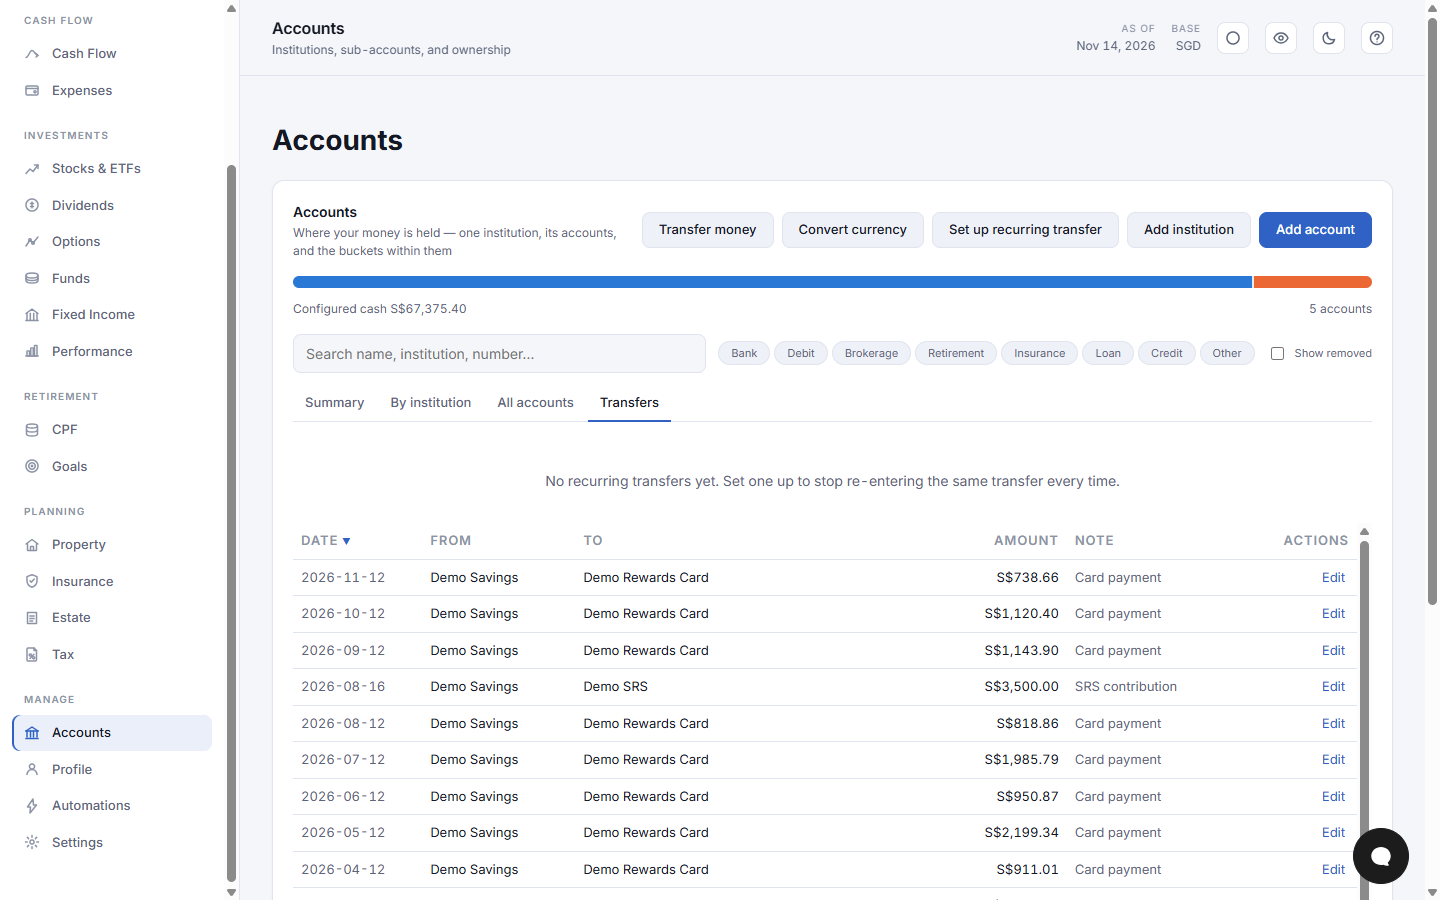 CASH FLOW
Cash Flow
Expenses
INVESTMENTS
Stocks & ETFs
Dividends
Options
Funds
Fixed Income
Performance
RETIREMENT
CPF
Goals
PLANNING
Property
Insurance
Estate
Tax
MANAGE
Accounts
Profile
Automations
Settings
Accounts
Institutions, sub-accounts, and ownership
AS OF
Nov 14, 2026
BASE
SGD
Accounts
Accounts
Where your money is held — one institution, its accounts,
and the buckets within them
Transfer money
Convert currency
Set up recurring transfer
Add institution
Add account
Configured cash S$67,375.40
5 accounts
Search name, institution, number...
Bank
Debit
Brokerage
Retirement
Insurance
Loan
Credit
Other
Show removed
Summary
By institution
All accounts
Transfers
No recurring transfers yet. Set one up to stop re-entering the same transfer every time.
DATE ▼ FROM TO AMOUNT NOTE ACTIONS
2026-11-12 Demo Savings Demo Rewards Card S$738.66 Card payment Edit
2026-10-12 Demo Savings Demo Rewards Card S$1,120.40 Card payment Edit
2026-09-12 Demo Savings Demo Rewards Card S$1,143.90 Card payment Edit
2026-08-16 Demo Savings Demo SRS S$3,500.00 SRS contribution Edit
2026-08-12 Demo Savings Demo Rewards Card S$818.86 Card payment Edit
2026-07-12 Demo Savings Demo Rewards Card S$1,985.79 Card payment Edit
2026-06-12 Demo Savings Demo Rewards Card S$950.87 Card payment Edit
2026-05-12 Demo Savings Demo Rewards Card S$2,199.34 Card payment Edit
2026-04-12 Demo Savings Demo Rewards Card S$911.01 Card payment Edit